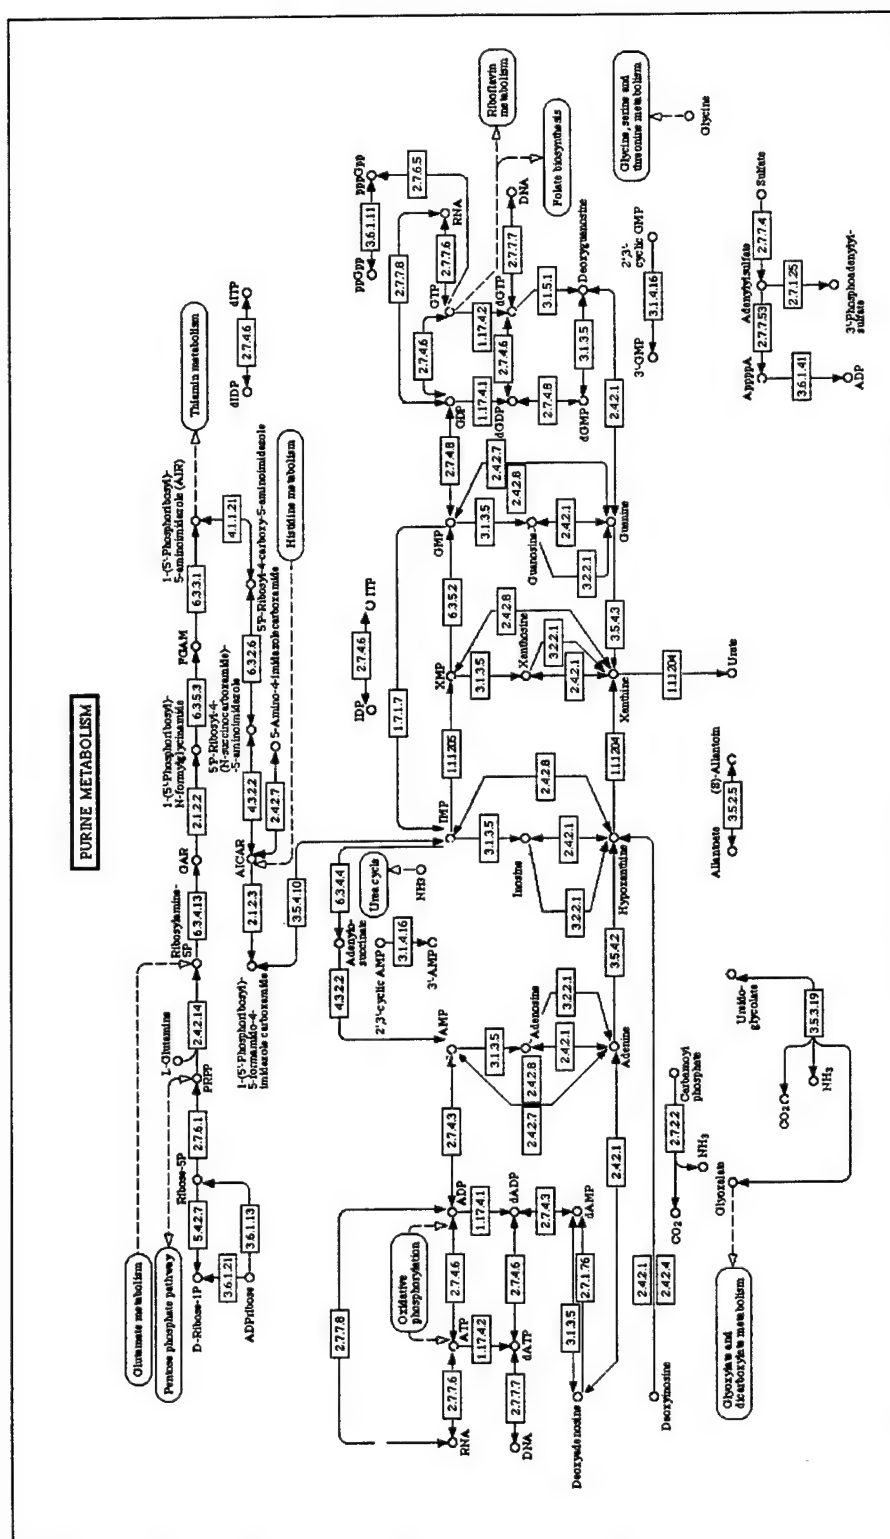 PURINE METABOLISM
Glutamate metabolism
Pentose phosphate pathway
L-Glutamine
PRPP
Ribosylamine-
5P
GAR
1-(5'-Phosphoribosyl)-
N-formylglycinamide
FGAM
1-(5'-Phosphoribosyl)-
5-aminoimidazole (AIR)
Thiamin metabolism
D-Ribose-1P
5.4.2.7
Ribose-5P
2.7.6.1
2.4.2.14
6.3.4.13
2.1.2.2
6.3.5.3
6.3.3.1
4.1.1.21
3.6.1.21
3.6.1.13
ADPribose
1-(5'-Phosphoribosyl)-
5-formamido-4-
imidazole carboxamide
2.1.2.3
AICAR
4.3.2.2
5'P-Ribosyl-4-
(N-succinocarboxamide)-
-5-aminoimidazole
6.3.2.6
5'P-Ribosyl-4-carboxy-5-aminoimidazole
2.4.2.7
5-Amino-4-imidazolecarboxamide
3.5.4.10
Histidine metabolism
dIDP
2.7.4.6
dITP
2.7.7.8
Oxidative
phosphorylation
4.3.2.2
Adenylo-
succinate
6.3.4.4
Urea cycle
NH3
2',3'-cyclic AMP
3.1.4.16
3'-AMP
IDP
2.7.4.6
ITP
1.7.1.7
ppGpp
3.6.1.11
pppGpp
2.7.6.5
2.7.7.8
RNA
2.7.7.6
Riboflavin
metabolism
Folate biosynthesis
RNA
2.7.7.6
ATP
2.7.4.6
ADP
2.7.4.3
AMP
IMP
1.1.1.205
XMP
6.3.5.2
GMP
2.7.4.8
GDP
2.7.4.6
GTP
1.17.4.2
1.17.4.1
3.1.3.5
3.1.3.5
3.1.3.5
3.1.3.5
1.17.4.1
1.17.4.2
DNA
2.7.7.7
dATP
2.7.4.6
dADP
2.7.4.3
dAMP
Adenosine
Inosine
Xanthosine
Guanosine
dGDP
2.7.4.6
dGTP
2.7.7.7
DNA
2.4.2.7
2.4.2.8
2.4.2.1
3.2.2.1
3.2.2.1
2.4.2.1
2.4.2.8
2.4.2.1
3.2.2.1
2.4.2.8
2.4.2.1
3.2.2.1
2.4.2.7
2.4.2.8
2.7.4.8
3.1.5.1
Deoxyadenosine
3.1.3.5
2.7.1.76
dGMP
3.1.3.5
Deoxyguanosine
2.4.2.1
Adenine
3.5.4.2
Hypoxanthine
1.1.1.204
Xanthine
3.5.4.3
Guanine
2.4.2.1
Deoxyinosine
2.4.2.1
2.4.2.4
1.1.1.204
Urate
3'-GMP
3.1.4.16
2',3'-
cyclic GMP
Glycine, serine and
threonine metabolism
Glycine
CO2
2.7.2.2
Carbamoyl
phosphate
NH3
Glyoxylate and
dicarboxylate metabolism
Glyoxylate
Ureido-
glycolate
CO2
NH3
3.5.3.19
Allantoate
3.5.2.5
(S)-Allantoin
AppppA
2.7.7.53
Adenylylsulfate
2.7.7.4
Sulfate
3.6.1.41
2.7.1.25
ADP
3'-Phosphoadenylyl-
sulfate